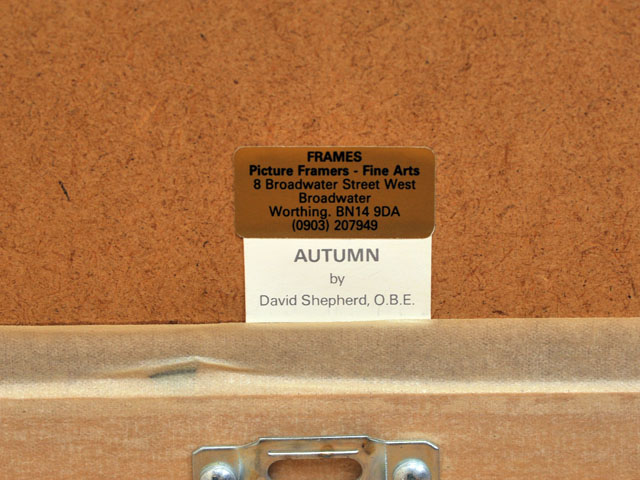 FRAMES
Picture Framers - Fine Arts
8 Broadwater Street West
Broadwater
Worthing. BN14 9DA
(0903) 207949
AUTUMN
by
David Shepherd, O.B.E.